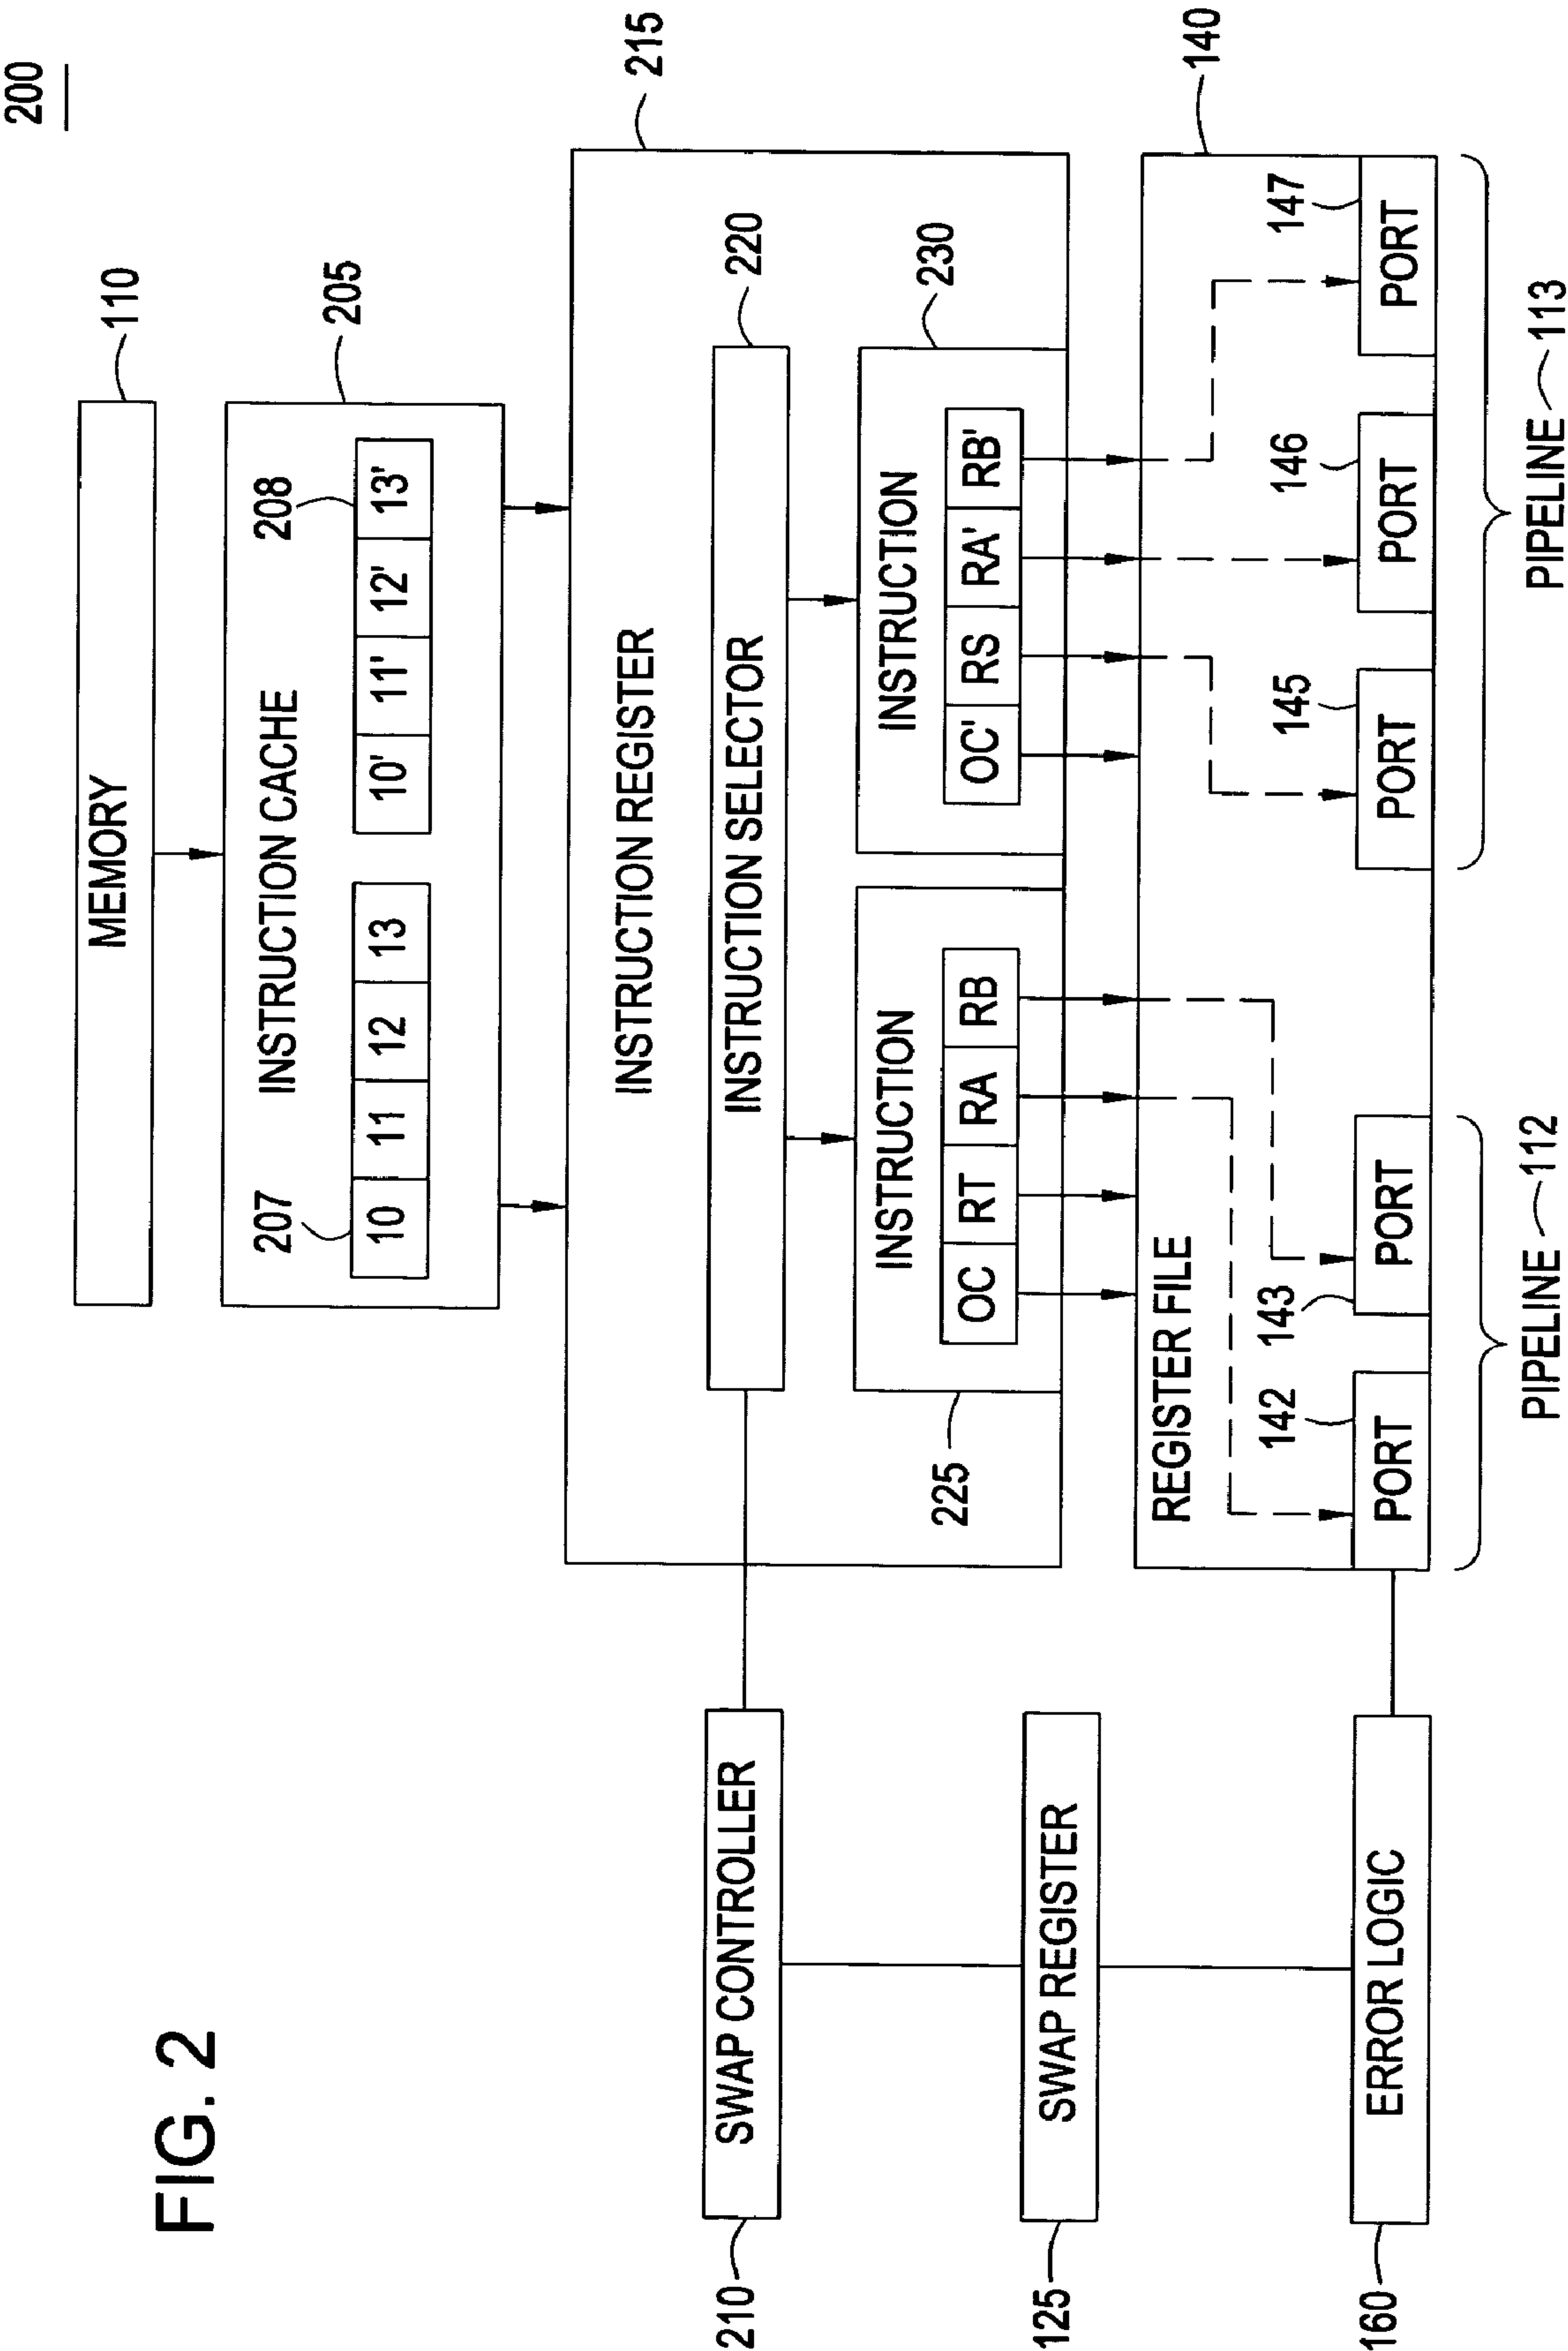 FIG. 2
200
MEMORY
110
INSTRUCTION CACHE
205
207
10 11 12 13
208
10' 11' 12' 13'
INSTRUCTION REGISTER
215
SWAP CONTROLLER
210
INSTRUCTION SELECTOR
220
INSTRUCTION
225
OC RT RA RB
INSTRUCTION
230
OC' RS RA' RB'
SWAP REGISTER
125
REGISTER FILE
140
ERROR LOGIC
160
142
PORT
143
PORT
145
PORT
146
PORT
147
PORT
PIPELINE 112
PIPELINE 113